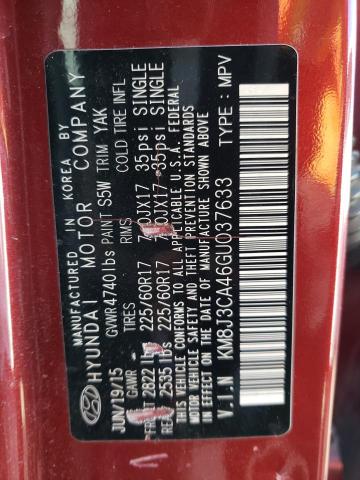 MANUFACTURED IN KOREA BY
HYUNDAI MOTOR COMPANY
JUN/19/15 GVWR 4740 lbs PAINT S5W TRIM YAK
GAWR TIRES RIMS COLD TIRE INFL
2822 225/60R17 35psi SINGLE
2535 lbs 225/60R17 7.0JX17 35psi SINGLE
THIS VEHICLE CONFORMS TO ALL APPLICABLE U.S.A. FEDERAL
MOTOR VEHICLE SAFETY AND THEFT PREVENTION
STANDARDS IN EFFECT ON THE DATE OF MANUFACTURE SHOWN ABOVE
V.I.N KM8J3CA46GU037633 TYPE: MPV